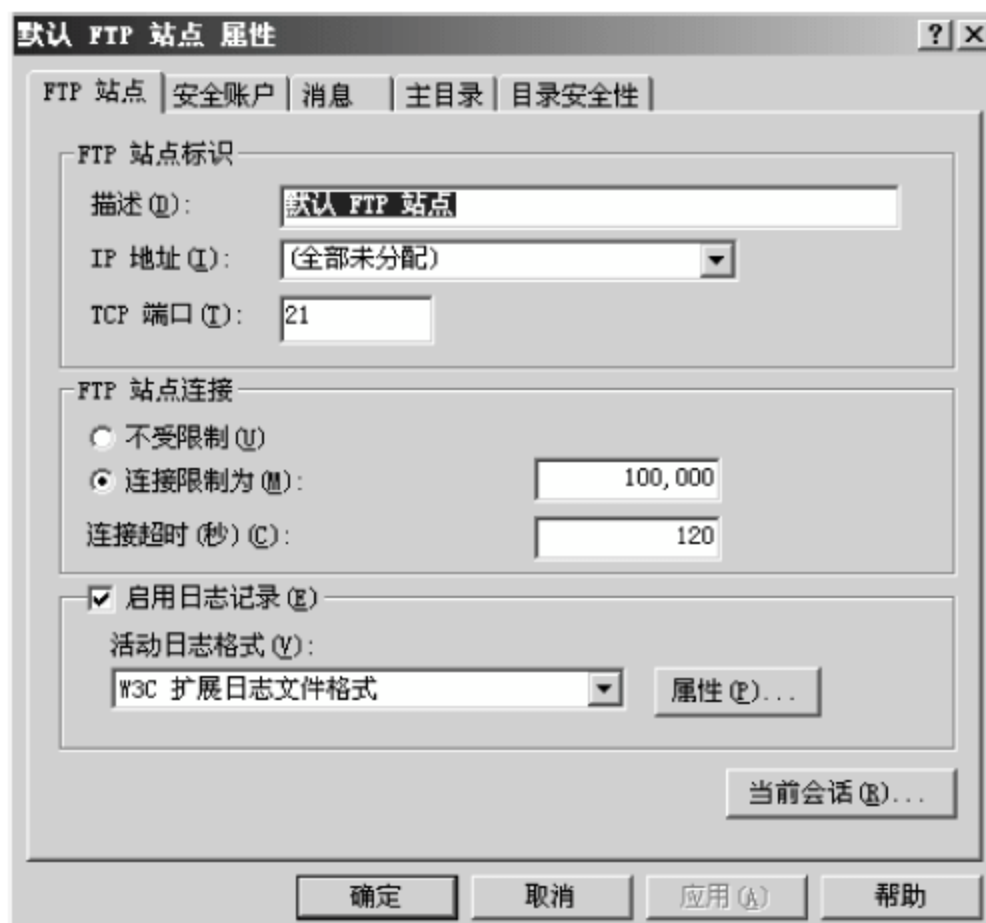 默认 FTP 站点 属性
FTP 站点 安全账户 消息 主目录 目录安全性
FTP 站点标识
描述(D): 默认 FTP 站点
IP 地址(I): (全部未分配)
TCP 端口(T): 21
FTP 站点连接
不受限制(U)
连接限制为(M): 100,000
连接超时(秒)(C): 120
启用日志记录(E)
活动日志格式(V):
W3C 扩展日志文件格式 属性(P)...
当前会话(R)...
确定 取消 应用(A) 帮助